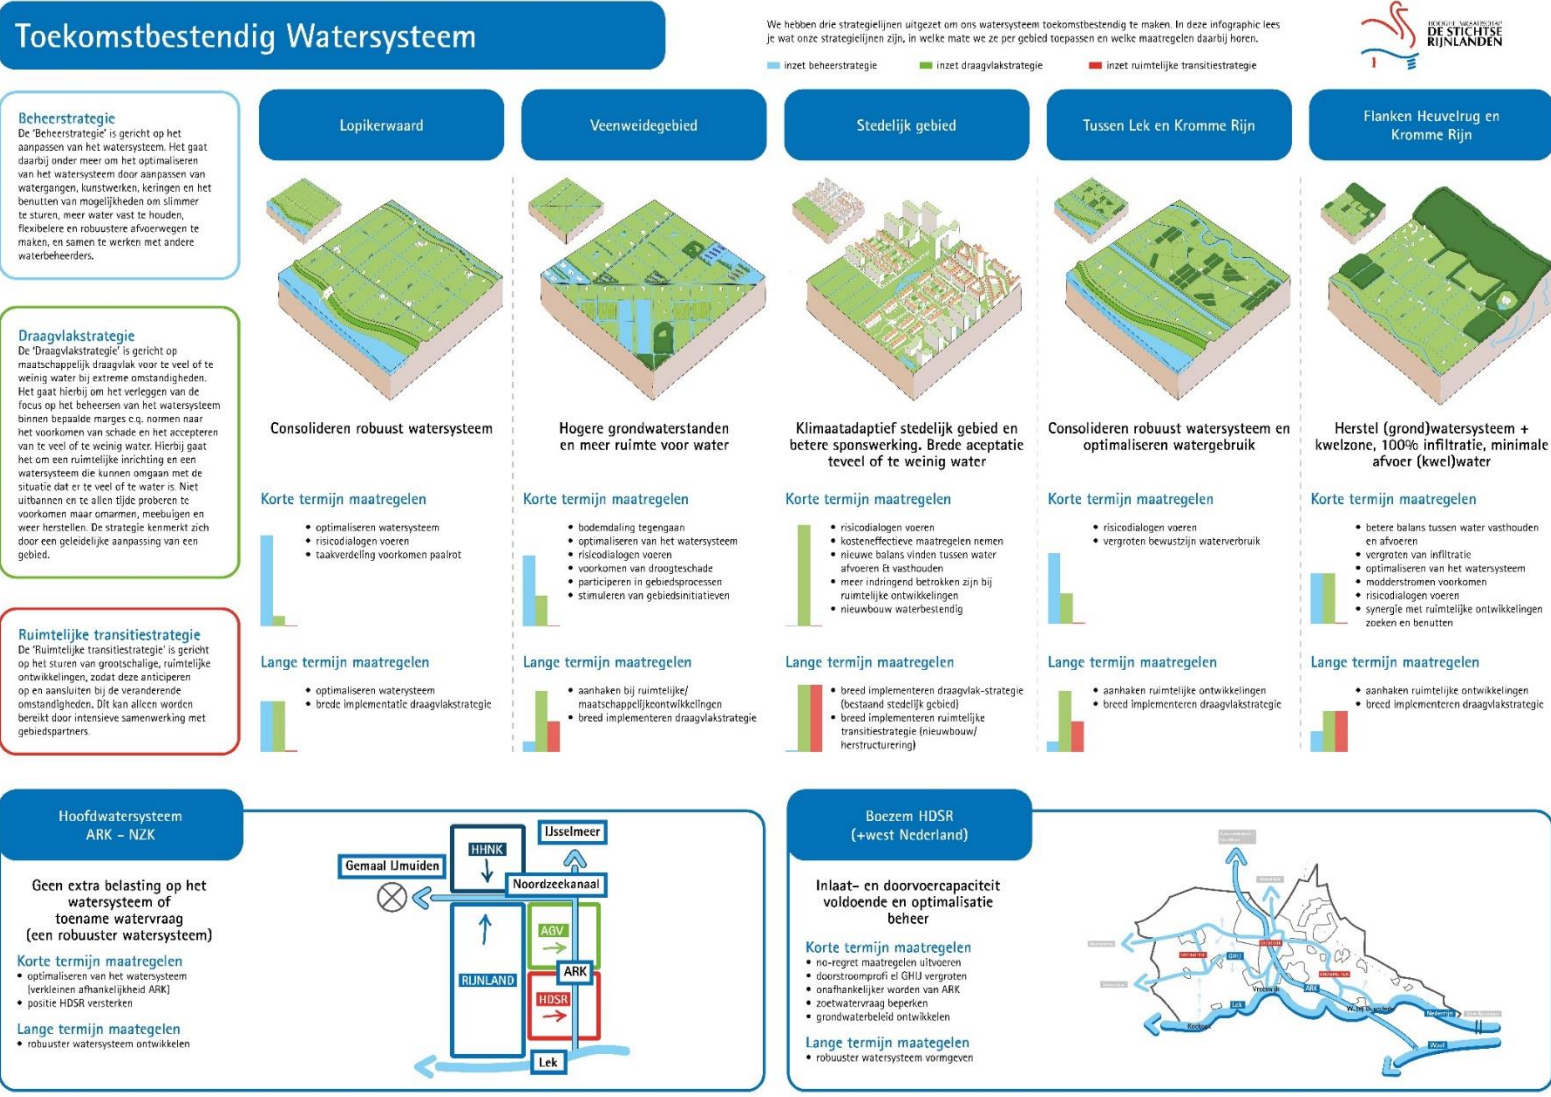 Toekomstbestendig Watersysteem
We hebben drie strategielijnen uitgezet om ons watersysteem toekomstbestendig te maken. In deze infographic lees
je wat onze strategielijnen zijn, in welke mate we ze per gebied toepassen en welke maatregelen daarbij horen.
inzet beheerstrategie
inzet draagvlakstrategie
inzet ruimtelijke transitiestrategie
HOOGHEEMRAADSCHAP
DE STICHTSE
RIJNLANDEN
Beheerstrategie
De 'Beheerstrategie' is gericht op het
aanpassen van het watersysteem. Het gaat
daarbij onder meer om het optimaliseren
van het watersysteem door aanpassen van
watergangen, kunstwerken, keringen en het
benutten van mogelijkheden om slimmer
te sturen, meer water vast te houden,
flexibelere en robuustere afvoerwegen te
maken, en samen te werken met andere
waterbeheerders.
Draagvlakstrategie
De 'Draagvlakstrategie' is gericht op
maatschappelijk draagvlak voor te veel of te
weinig water bij extreme omstandigheden.
Het gaat hierbij om het verleggen van de
focus op het beheersen van het watersysteem
binnen bepaalde marges c.q. normen naar
het voorkomen van schade en het accepteren
van te veel of te weinig water. Hierbij gaat
het om een ruimtelijke inrichting en een
watersysteem die kunnen omgaan met de
situatie dat er te veel of te water is. Niet
uitbannen en te allen tijde proberen te
voorkomen maar omarmen, meebuigen en
weer herstellen. De strategie kenmerkt zich
door een geleidelijke aanpassing van een
gebied.
Ruimtelijke transitiestrategie
De 'Ruimtelijke transitiestrategie' is gericht
op het sturen van grootschalige, ruimtelijke
ontwikkelingen, zodat deze anticiperen
op en aansluiten bij de veranderende
omstandigheden. Dit kan alleen worden
bereikt door intensieve samenwerking met
gebiedspartners.
Lopikerwaard
Consolideren robuust watersysteem
Korte termijn maatregelen
• optimaliseren watersysteem
• risicodialogen voeren
• taakverdeling voorkomen paalrot
Lange termijn maatregelen
• optimaliseren waterysteem
• brede implementatie draagvlakstrategie
Veenweidegebied
Hogere grondwaterstanden
en meer ruimte voor water
Korte termijn maatregelen
• bodemdaling tegengaan
• optimaliseren van het watersysteem
• risicodialogen voeren
• voorkomen van droogteschade
• participeren in gebiedsprocessen
• stimuleren van gebiedsinitiatieven
Lange termijn maatregelen
• aanhaken bij ruimtelijke/
maatschappelijkeontwikkelingen
• breed implementeren draagvlakstrategie
Stedelijk gebied
Klimaatadaptief stedelijk gebied en
betere sponswerking. Brede aceptatie
teveel of te weinig water
Korte termijn maatregelen
• risicodialogen voeren
• kosteneffectieve maatregelen nemen
• nieuwe balans vinden tussen water
afvoeren & vasthouden
• meer indringend betrokken zijn bij
ruimtelijke ontwikkelingen
• nieuwbouw waterbestendig
Lange termijn maatregelen
• breed implementeren draagvlak-strategie
(bestaand stedelijk gebied)
• breed implementeren ruimtelijke
transitiestrategie (nieuwbouw/
herstructurering)
Tussen Lek en Kromme Rijn
Consolideren robuust watersysteem en
optimaliseren watergebruik
Korte termijn maatregelen
• risicodialogen voeren
• vergroten bewustzijn waterverbruik
Lange termijn maatregelen
• aanhaken ruimtelijke ontwikkelingen
• breed implementeren draagvlakstrategie
Flanken Heuvelrug en
Kromme Rijn
Herstel (grond)watersysteem +
kwelzone, 100% infiltratie, minimale
afvoer (kwel)water
Korte termijn maatregelen
• betere balans tussen water vasthouden
en afvoeren
• vergroten van infiltratie
• optimaliseren van het watersysteem
• modderstromen voorkomen
• risicodialogen voeren
• synergie met ruimtelijke ontwikkelingen
zoeken en benutten
Lange termijn maatregelen
• aanhaken ruimtelijke ontwikkelingen
• breed implementeren draagvlakstrategie
Hoofdwatersysteem
ARK – NZK
Geen extra belasting op het
watersysteem of
toename watervraag
(een robuuster watersysteem)
Korte termijn maatregelen
• optimaliseren van het watersysteem
(verkleinen afhankelijkheid ARK)
• positie HDSR versterken
Lange termijn maategelen
• robuuster watersysteem ontwikkelen
IJsselmeer
HHNK
Gemaal IJmuiden
Noordzeekanaal
AGV
RIJNLAND
ARK
HDSR
Lek
Boezem HDSR
(+west Nederland)
Inlaat- en doorvoercapaciteit
voldoende en optimalisatie
beheer
Korte termijn maatregelen
• no-regret maatregelen uitvoeren
• doorstroomprofi el GHIJ vergroten
• onafhankelijker worden van ARK
• zoetwatervraag beperken
• grondwaterbeleid ontwikkelen
Lange termijn maategelen
• robuuster watersysteem vormgeven
GHIJ
Vreeswijk
ARK
Lek
Nederrijn
Waal